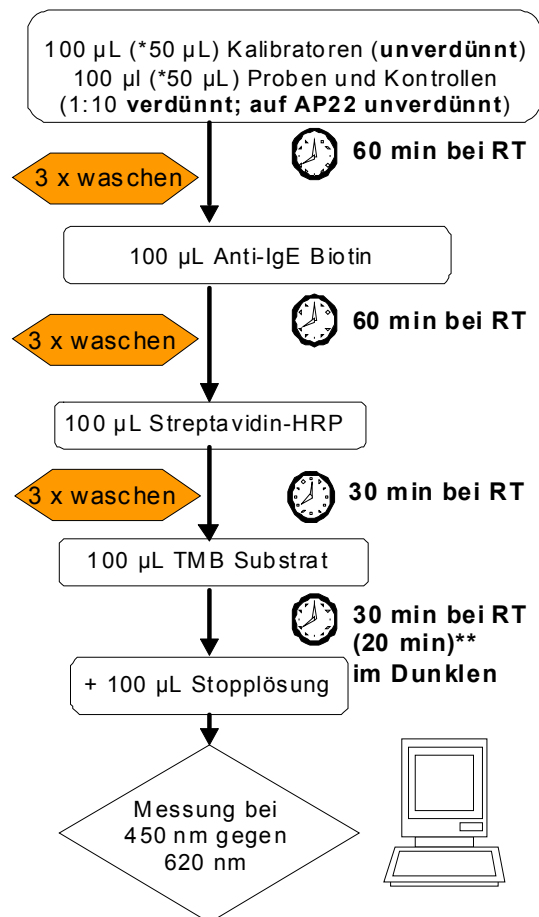 100 µL (*50 µL) Kalibratoren (unverdünnt)
100 µl (*50 µL) Proben und Kontrollen
(1:10 verdünnt; auf AP22 unverdünnt)
60 min bei RT
3 x waschen
100 µL Anti-IgE Biotin
60 min bei RT
3 x waschen
100 µL Streptavidin-HRP
30 min bei RT
3 x waschen
100 µL TMB Substrat
30 min bei RT
(20 min)**
im Dunklen
+ 100 µL Stopplösung
Messung bei
450 nm gegen
620 nm